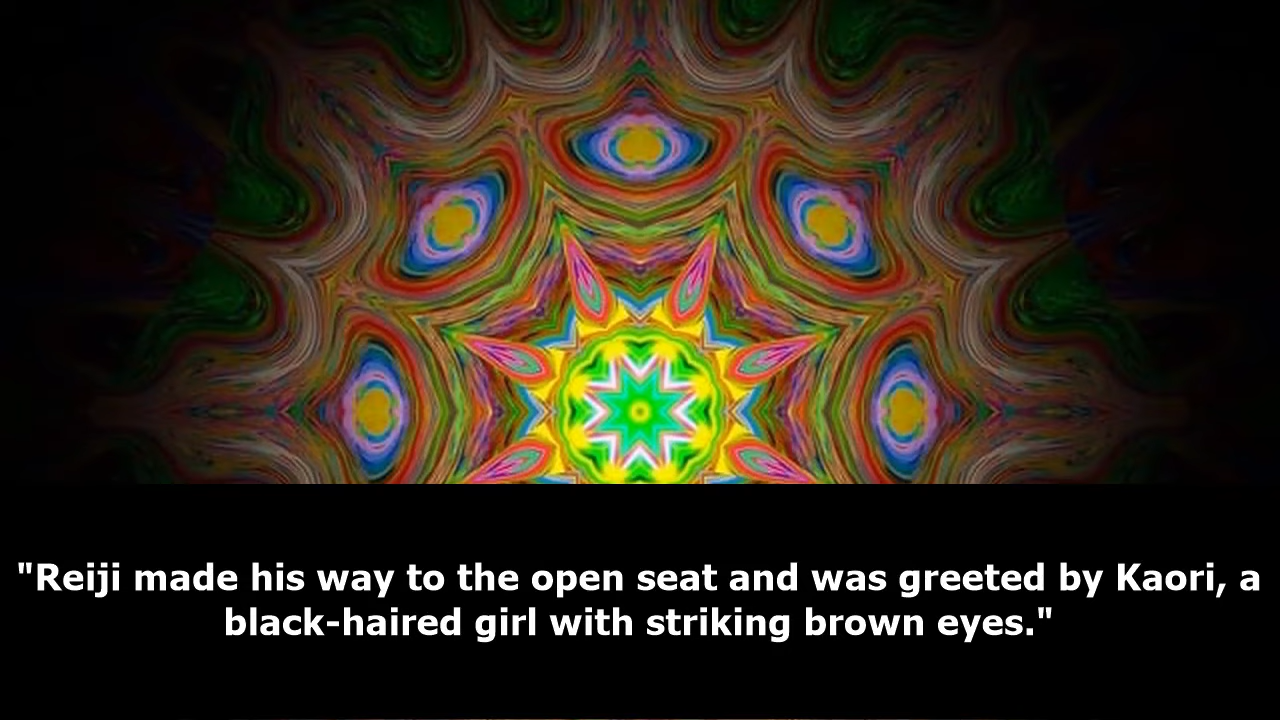 "Reiji made his way to the open seat and was greeted by Kaori, a
black-haired girl with striking brown eyes."